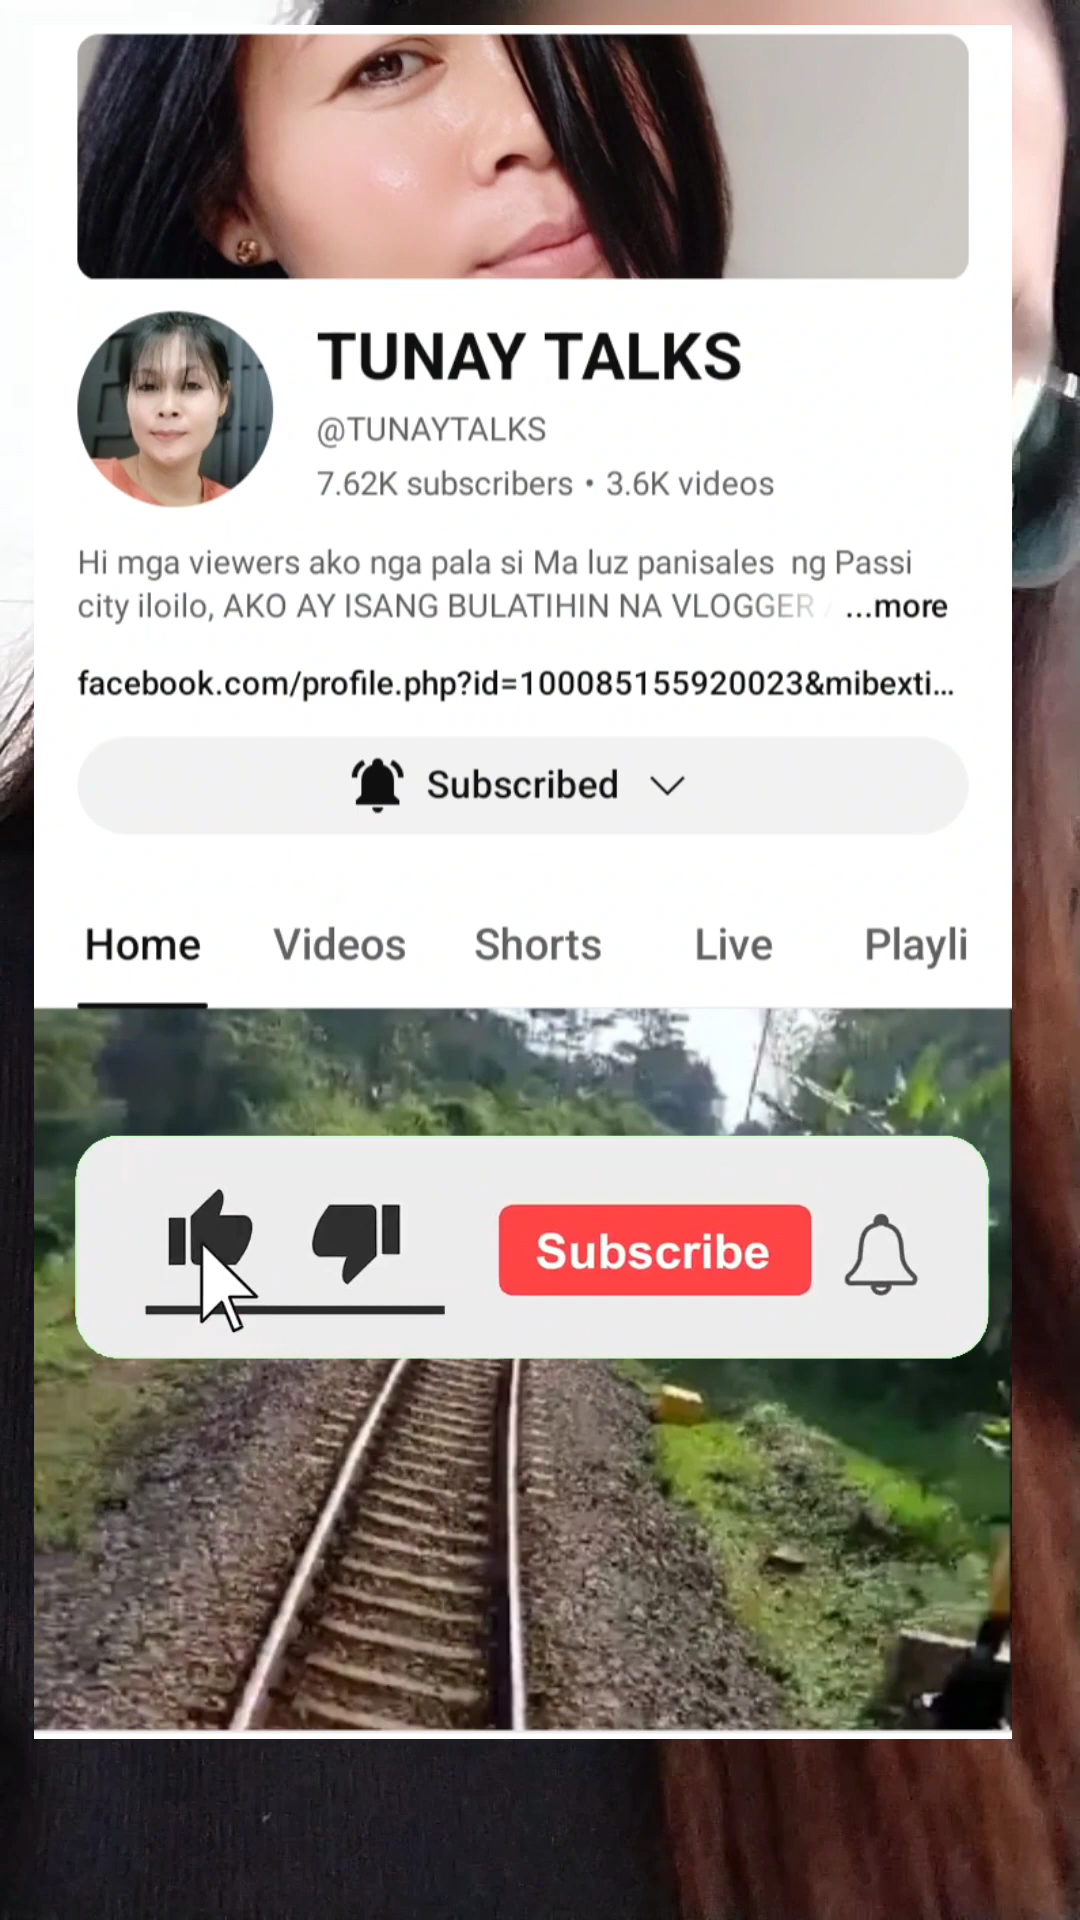 TUNAY TALKS
@TUNAYTALKS
7.62K subscribers • 3.6K videos
Hi mga viewers ako nga pala si Ma luz panisales ng Passi
city iloilo, AKO AY ISANG BULATIHIN NA VLOGGER ...more
facebook.com/profile.php?id=100085155920023&mibexti...
Subscribed
Home Videos Shorts Live Playli
Subscribe